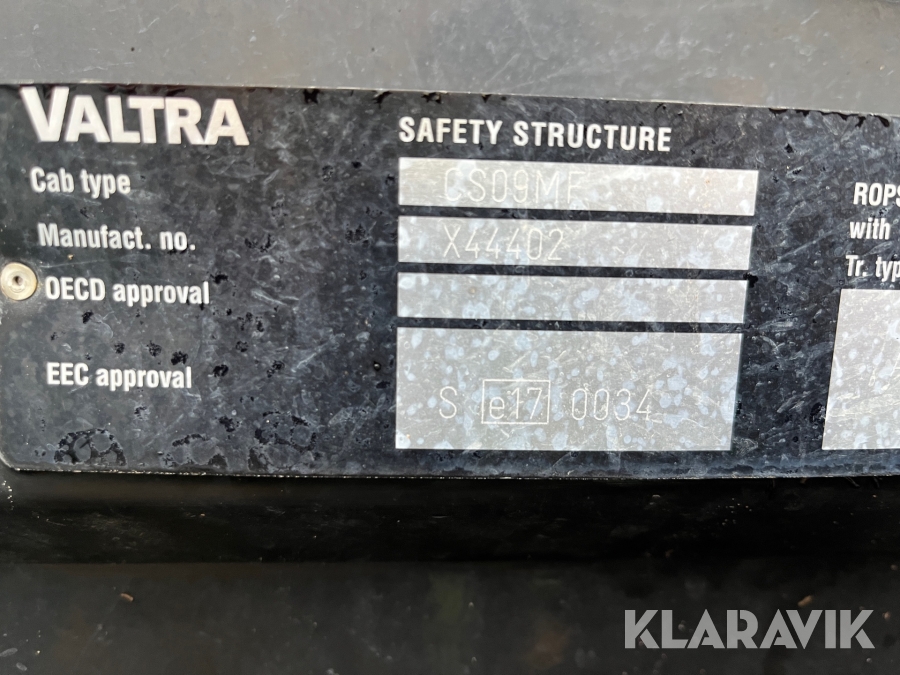 VALTRA
SAFETY STRUCTURE
Cab type CS09MF
Manufact. no. X44402
OECD approval
EEC approval S e17 0034
ROPS
with
Tr. typ
KLARAVIK